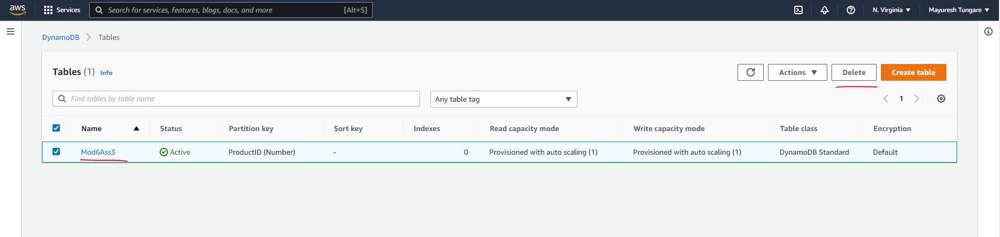 aws Services Search for services, features, blogs, docs, and more [Alt+S] N. Virginia Mayuresh Tungare
DynamoDB Tables
Tables (1) Info Actions Delete Create table
Find tables by table name Any table tag 1
Name Status Partition key Sort key Indexes Read capacity mode Write capacity mode Table class Encryption
Mod6Ass3 Active ProductID (Number) - 0 Provisioned with auto scaling (1) Provisioned with auto scaling (1) DynamoDB Standard Default